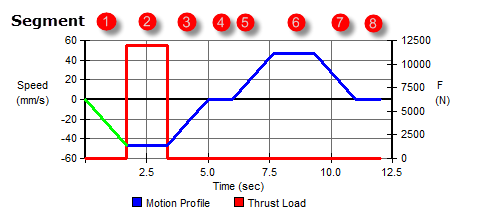 Segment 1 2 3 4 5 6 7 8
60 12500
40 10000
20 7500
Speed (mm/s) 0 5000 F (N)
-20
-40 2500
-60 0
2.5 5.0 7.5 10.0 12.5
Time (sec)
Motion Profile Thrust Load